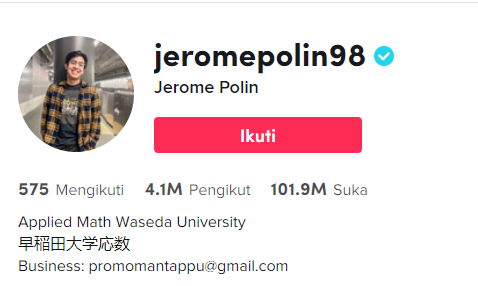 jeromepolin98
Jerome Polin
Ikuti
575 Mengikuti 4.1M Pengikut 101.9M Suka
Applied Math Waseda University
早稲田大学応数
Business: promomantappu@gmail.com